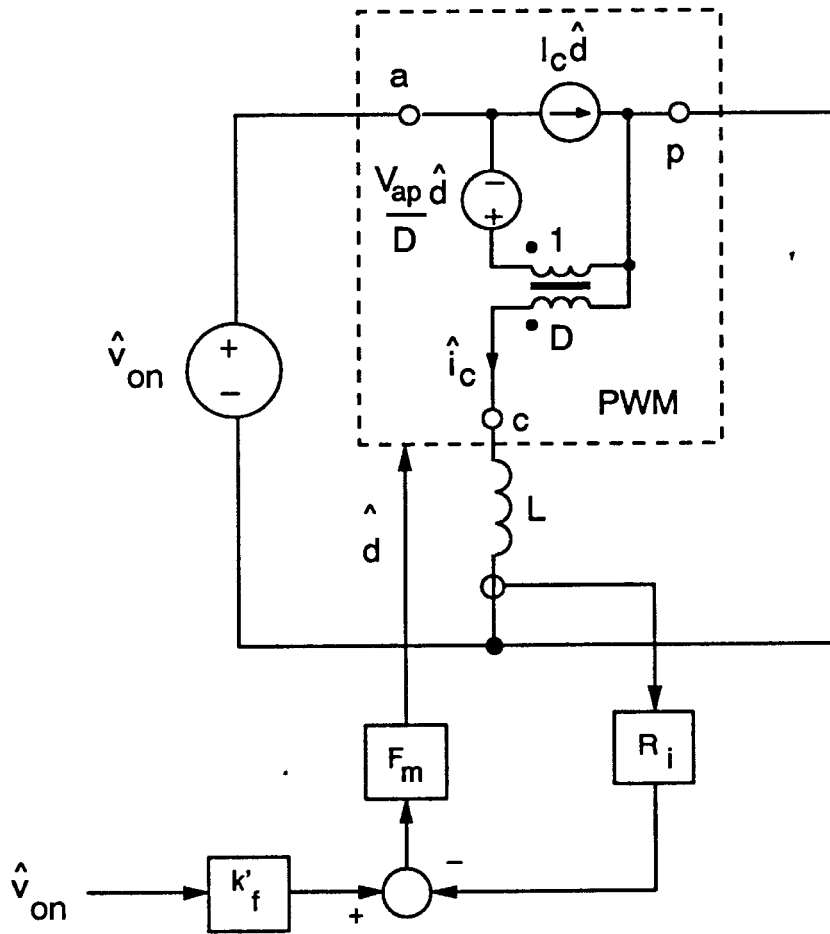 I_c d̂
a
p
V_ap d̂
D
−
+
1
D
î_c
PWM
c
v̂_on
+
−
L
d̂
F_m
R_i
−
v̂_on
k'_f
+